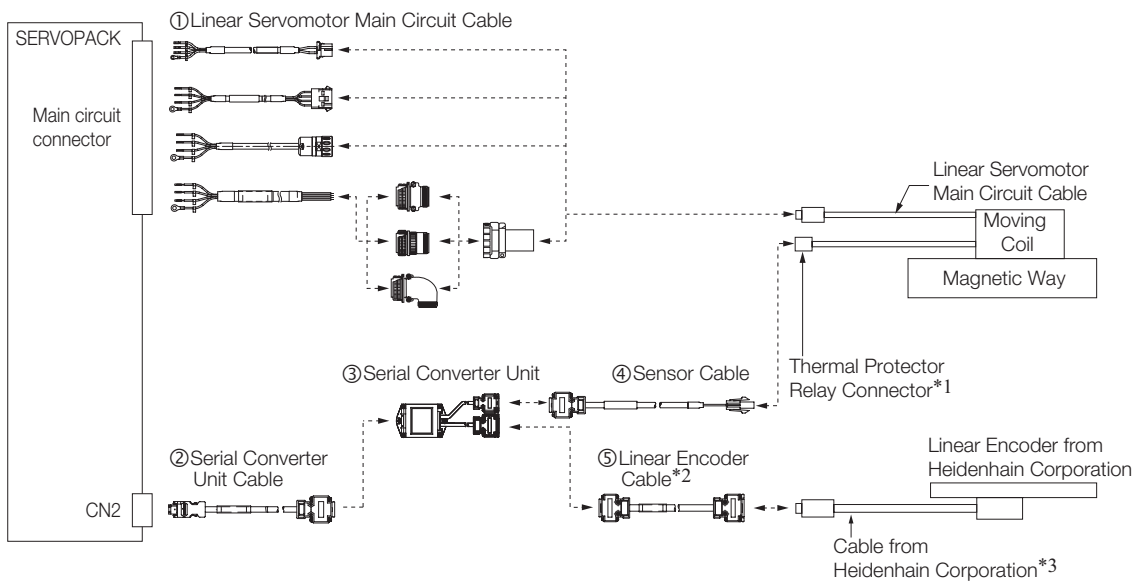 ①Linear Servomotor Main Circuit Cable
SERVOPACK
Main circuit
connector
Linear Servomotor
Main Circuit Cable
Moving
Coil
Magnetic Way
Thermal Protector
Relay Connector*1
③Serial Converter Unit
④Sensor Cable
②Serial Converter
Unit Cable
⑤Linear Encoder
Cable*2
Linear Encoder from
Heidenhain Corporation
CN2
Cable from
Heidenhain Corporation*3